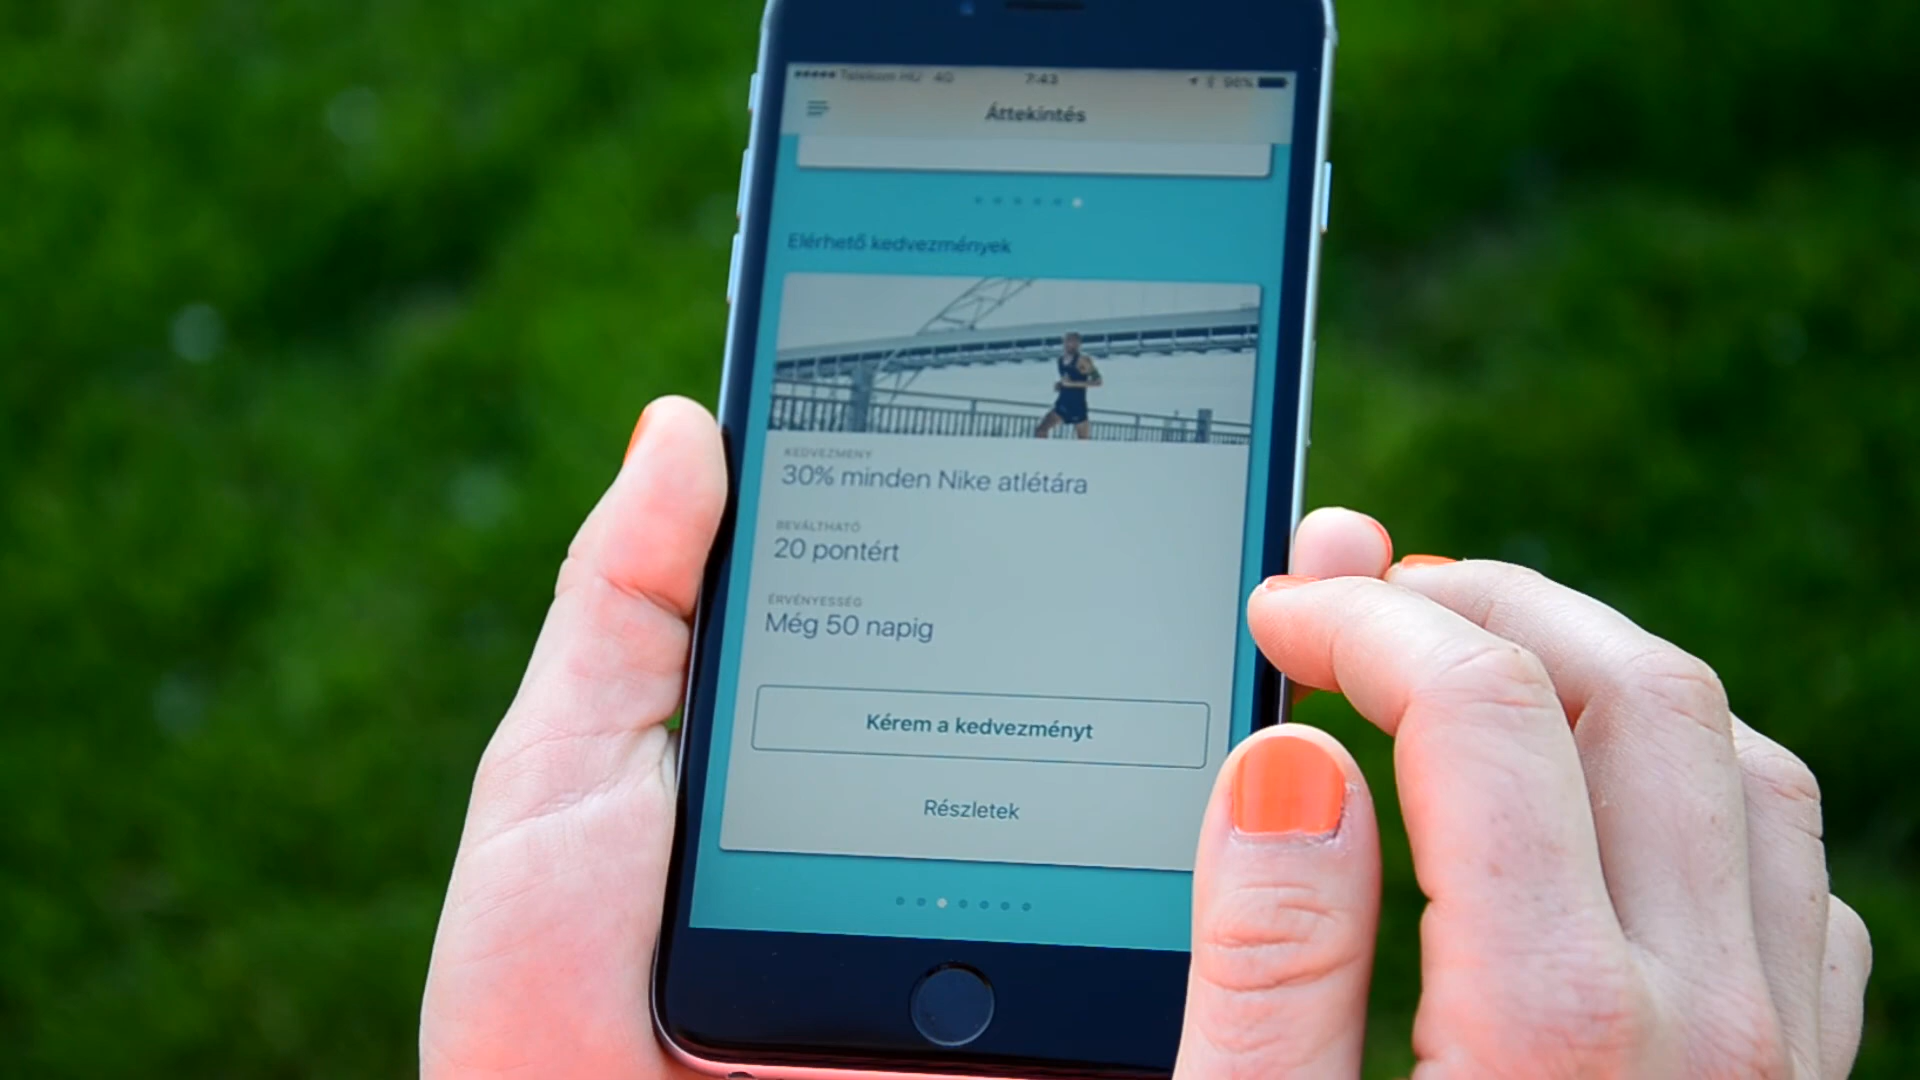 Telekom HU 4G 7:43 96%
Áttekintés
Elérhető kedvezmények
KEDVEZMÉNY
30% minden Nike atlétára
BEVÁLTHATÓ
20 pontért
ÉRVÉNYESSÉG
Még 50 napig
Kérem a kedvezményt
Részletek